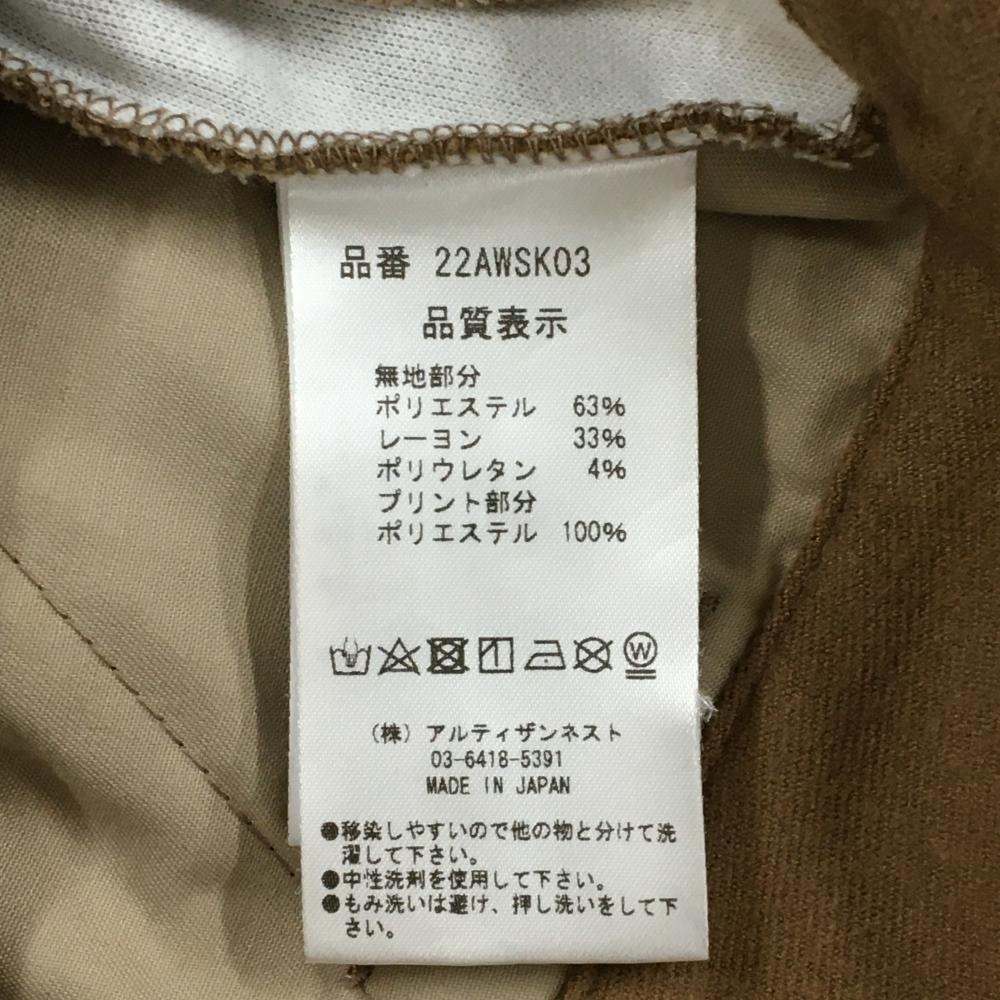 品番 22AWSK03
品質表示
無地部分
ポリエステル 63%
レーヨン 33%
ポリウレタン 4%
プリント部分
ポリエステル 100%
W
(株) アルティザンネスト
03-6418-5391
MADE IN JAPAN
●移染しやすいので他の物と分けて洗
濯して下さい。
●中性洗剤を使用して下さい。
●もみ洗いは避け、押し洗いをして下
さい。